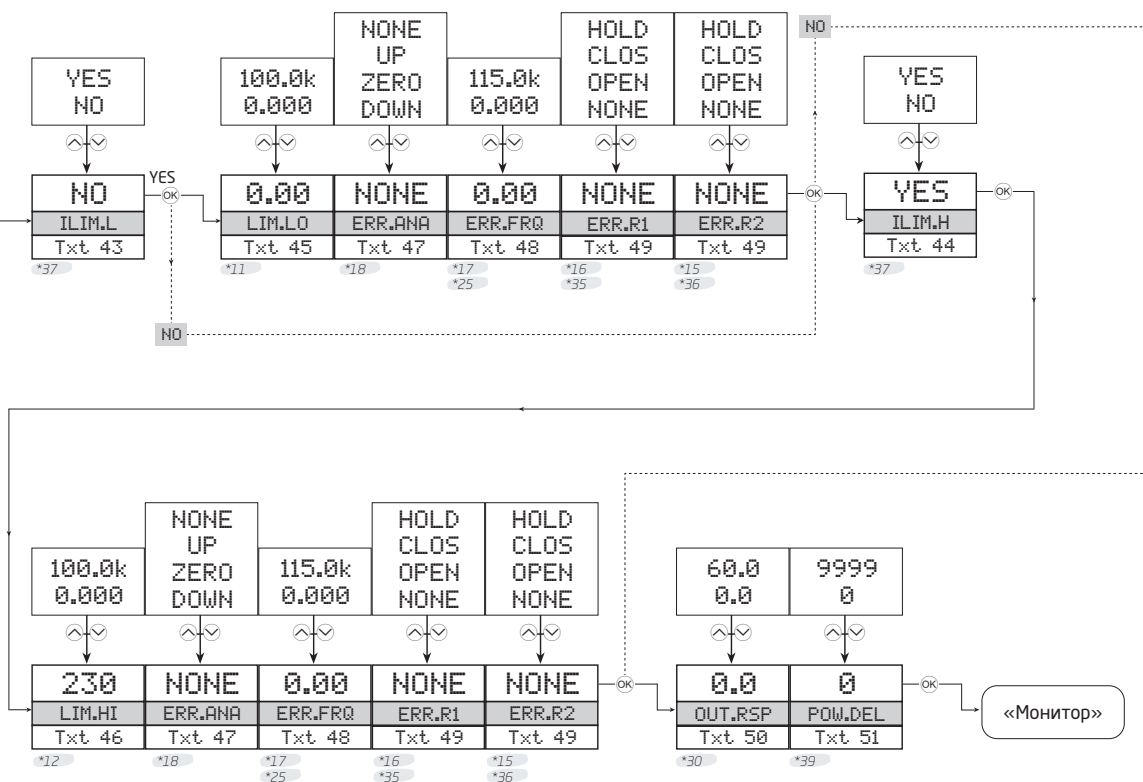 NO
NONE
UP
ZERO
DOWN
HOLD
CLOS
OPEN
NONE
HOLD
CLOS
OPEN
NONE
YES
NO
100.0k
0.000
115.0k
0.000
YES
NO
YES
OK
NO
ILIM.L
Txt 43
*37
0.00
LIM.LO
Txt 45
*11
NONE
ERR.ANA
Txt 47
*18
0.00
ERR.FRQ
Txt 48
*17
*25
NONE
ERR.R1
Txt 49
*16
*35
NONE
ERR.R2
Txt 49
*15
*36
OK
YES
ILIM.H
Txt 44
*37
OK
NO
NONE
UP
ZERO
DOWN
HOLD
CLOS
OPEN
NONE
HOLD
CLOS
OPEN
NONE
100.0k
0.000
115.0k
0.000
60.0
0.0
9999
0
230
LIM.HI
Txt 46
*12
NONE
ERR.ANA
Txt 47
*18
0.00
ERR.FRQ
Txt 48
*17
*25
NONE
ERR.R1
Txt 49
*16
*35
NONE
ERR.R2
Txt 49
*15
*36
OK
0.0
OUT.RSP
Txt 50
*30
0
POW.DEL
Txt 51
*39
OK
«Монитор»